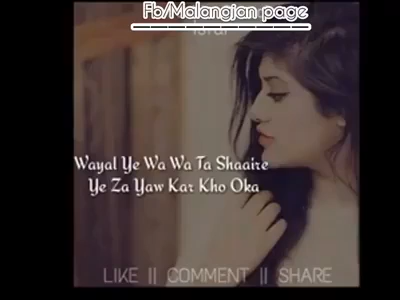 Fb/Malangjan page
Wayal Ye Wa Wa Ta Shaaire
Ye Za Yaw Kar Kho Oka
LIKE || COMMENT || SHARE